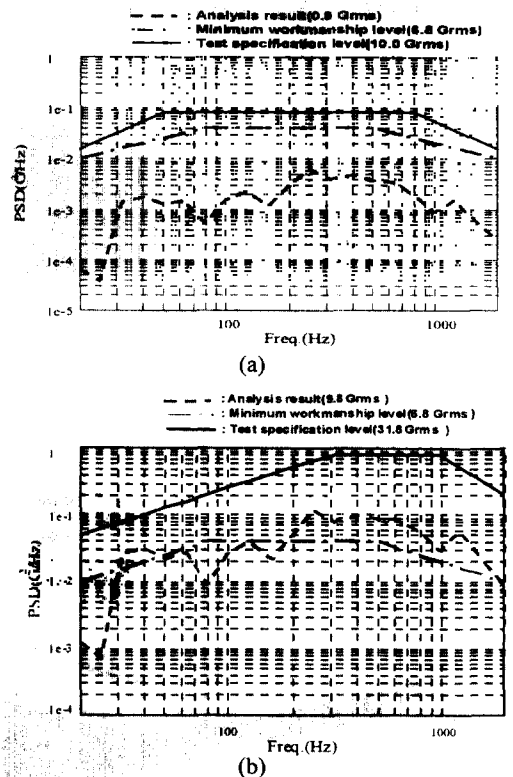 : Analysis result(0.9 Grms)
: Minimum workmanship level(6.8 Grms)
: Test specification level(10.0 Grms)
1
1e-1
1e-2
1e-3
1e-4
1e-5
100
1000
Freq.(Hz)
(a)
: Analysis result(9.8 Grms )
: Minimum workmanship level(6.8 Grms )
: Test specification level(31.8 Grms )
1
1e-1
1e-2
1e-3
1e-4
100
1000
Freq.(Hz)
(b)